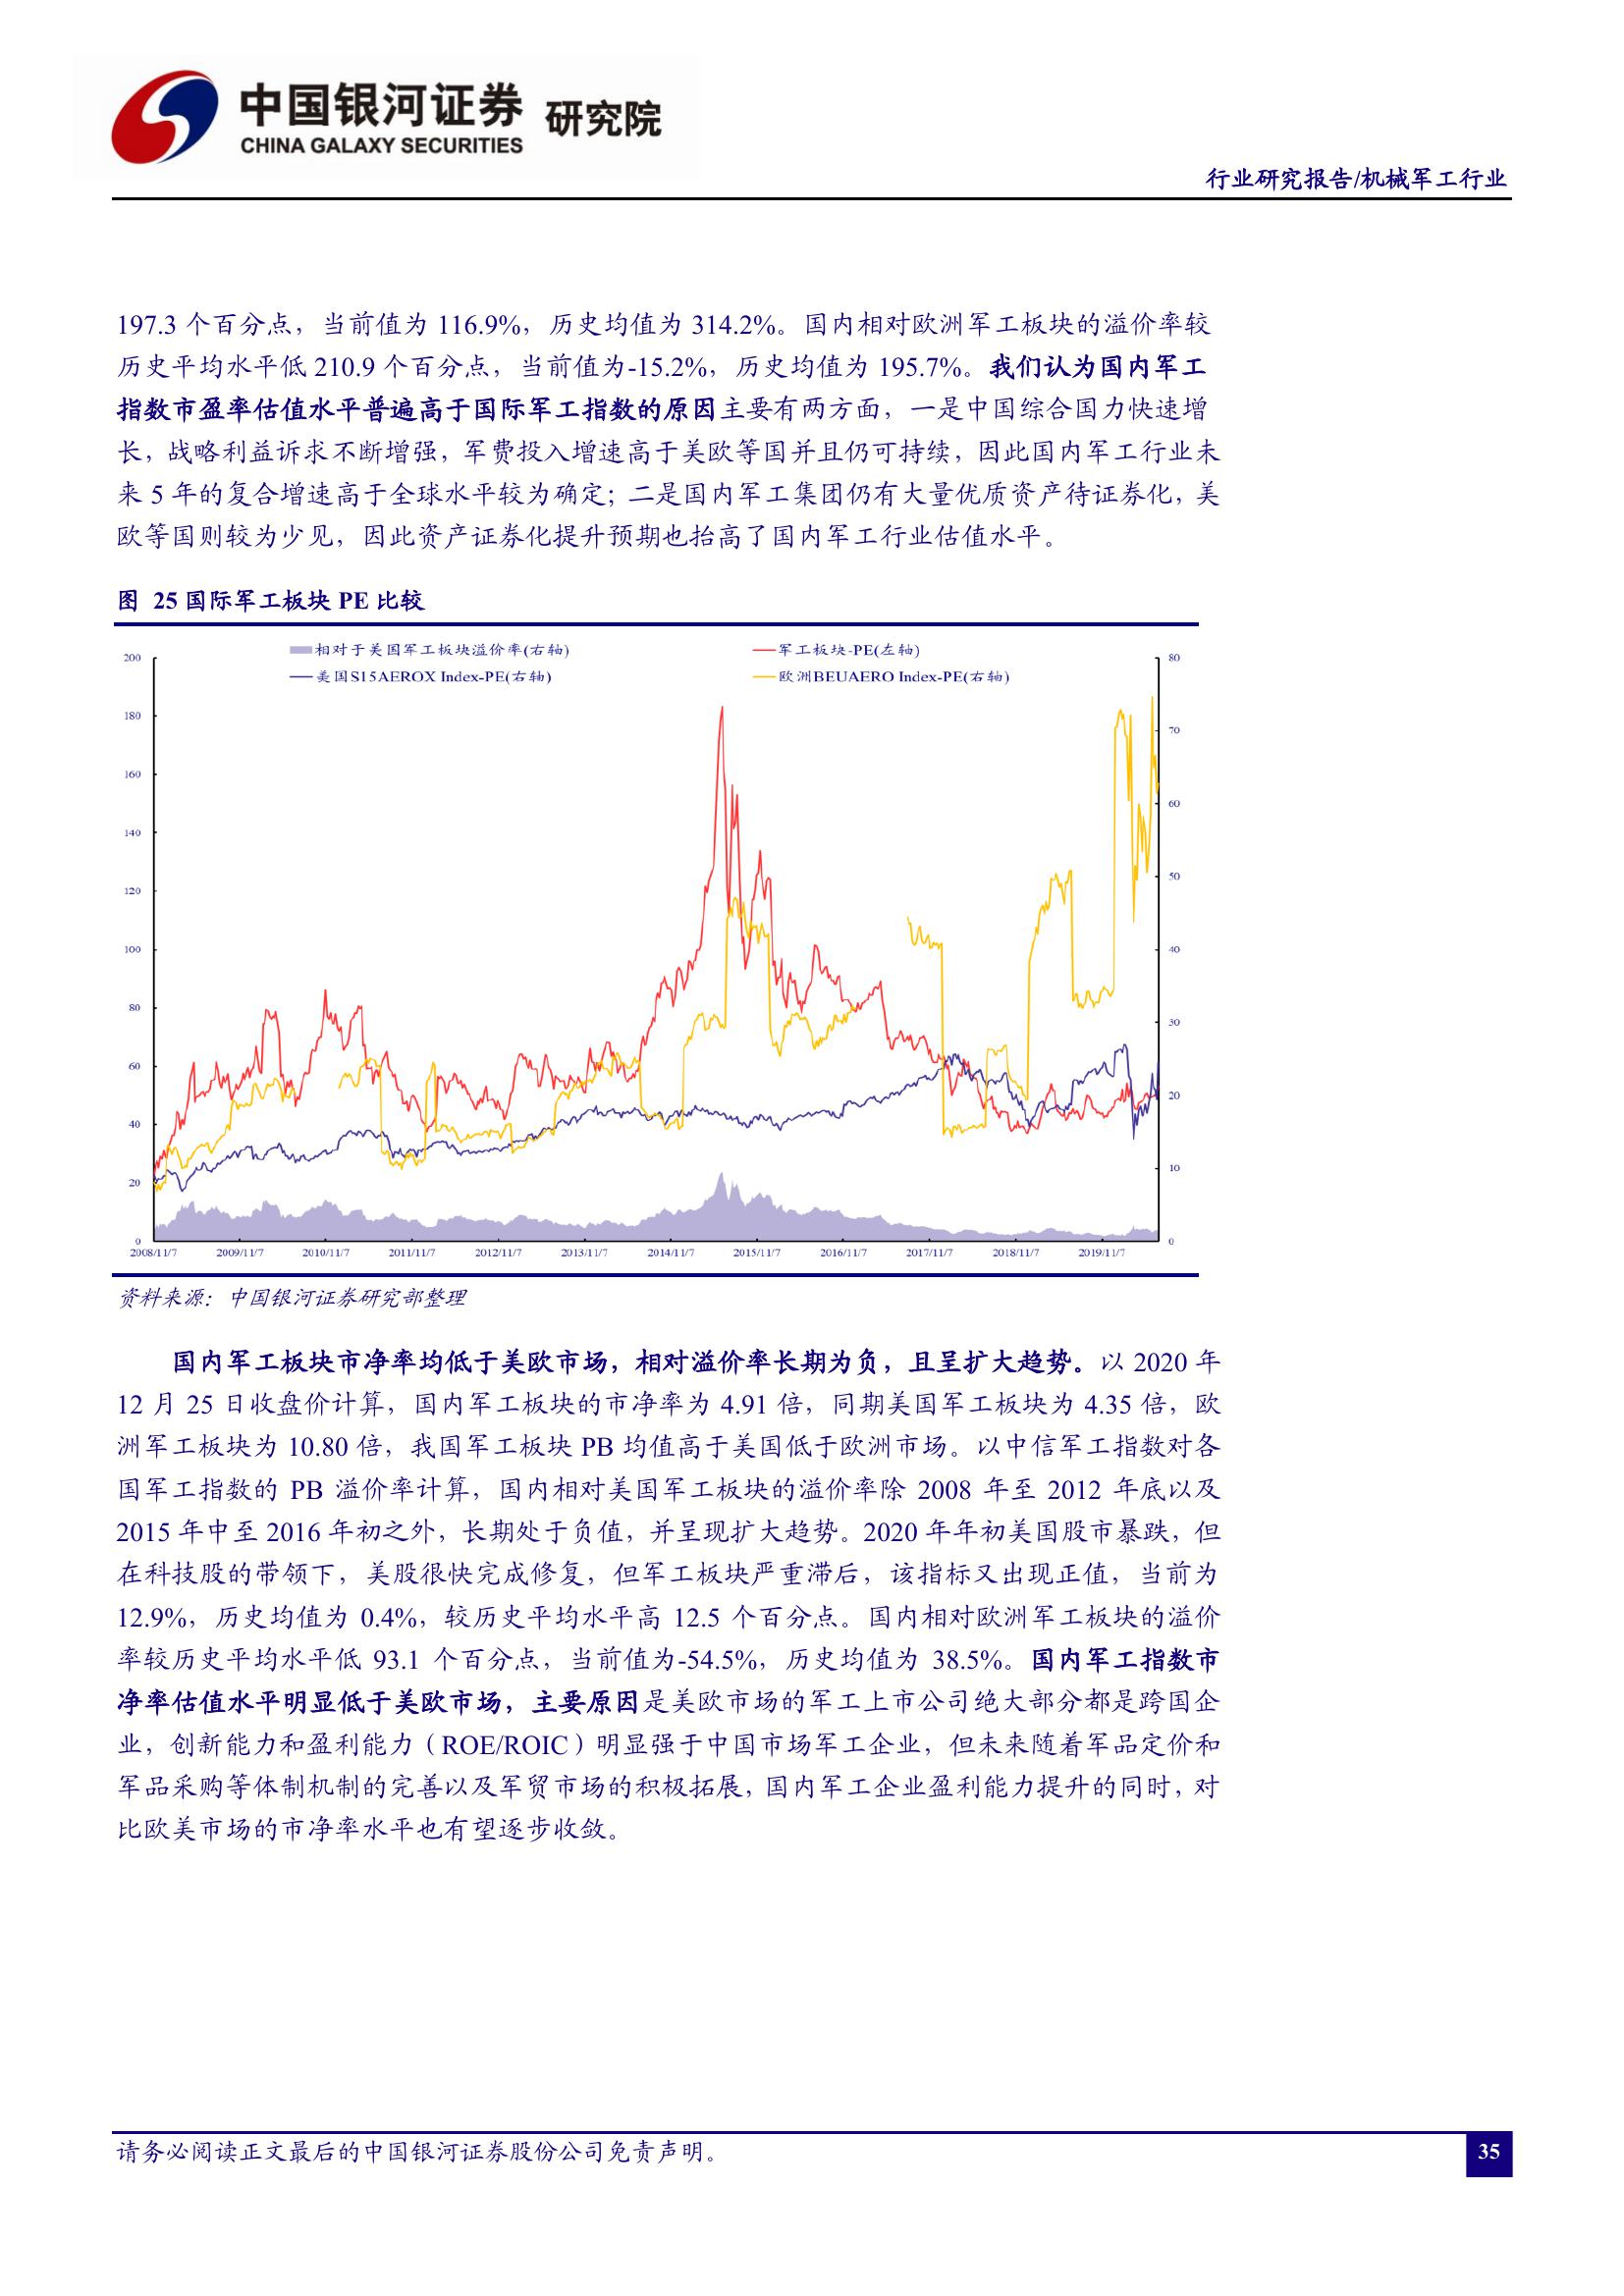 中国银河证券 研究院
CHINA GALAXY SECURITIES
行业研究报告/机械军工行业
197.3 个百分点，当前值为 116.9%，历史均值为 314.2%。国内相对欧洲军工板块的溢价率较
历史平均水平低 210.9 个百分点，当前值为-15.2%，历史均值为 195.7%。我们认为国内军工
指数市盈率估值水平普遍高于国际军工指数的原因主要有两方面，一是中国综合国力快速增
长，战略利益诉求不断增强，军费投入增速高于美欧等国并且仍可持续，因此国内军工行业未
来 5 年的复合增速高于全球水平较为确定；二是国内军工集团仍有大量优质资产待证券化，美
欧等国则较为少见，因此资产证券化提升预期也抬高了国内军工行业估值水平。
图 25 国际军工板块 PE 比较
相对于美国军工板块溢价率(右轴) 军工板块-PE(左轴)
美国S15AEROX Index-PE(右轴) 欧洲BEUAERO Index-PE(右轴)
200
180
160
140
120
100
80
60
40
20
0
80
70
60
50
40
30
20
10
0
2008/11/7 2009/11/7 2010/11/7 2011/11/7 2012/11/7 2013/11/7 2014/11/7 2015/11/7 2016/11/7 2017/11/7 2018/11/7 2019/11/7
资料来源：中国银河证券研究部整理
国内军工板块市净率均低于美欧市场，相对溢价率长期为负，且呈扩大趋势。以 2020 年
12 月 25 日收盘价计算，国内军工板块的市净率为 4.91 倍，同期美国军工板块为 4.35 倍，欧
洲军工板块为 10.80 倍，我国军工板块 PB 均值高于美国低于欧洲市场。以中信军工指数对各
国军工指数的 PB 溢价率计算，国内相对美国军工板块的溢价率除 2008 年至 2012 年底以及
2015 年中至 2016 年初之外，长期处于负值，并呈现扩大趋势。2020 年年初美国股市暴跌，但
在科技股的带领下，美股很快完成修复，但军工板块严重滞后，该指标又出现正值，当前为
12.9%，历史均值为 0.4%，较历史平均水平高 12.5 个百分点。国内相对欧洲军工板块的溢价
率较历史平均水平低 93.1 个百分点，当前值为-54.5%，历史均值为 38.5%。国内军工指数市
净率估值水平明显低于美欧市场，主要原因是美欧市场的军工上市公司绝大部分都是跨国企
业，创新能力和盈利能力（ROE/ROIC）明显强于中国市场军工企业，但未来随着军品定价和
军品采购等体制机制的完善以及军贸市场的积极拓展，国内军工企业盈利能力提升的同时，对
比欧美市场的市净率水平也有望逐步收敛。
请务必阅读正文最后的中国银河证券股份公司免责声明。
35